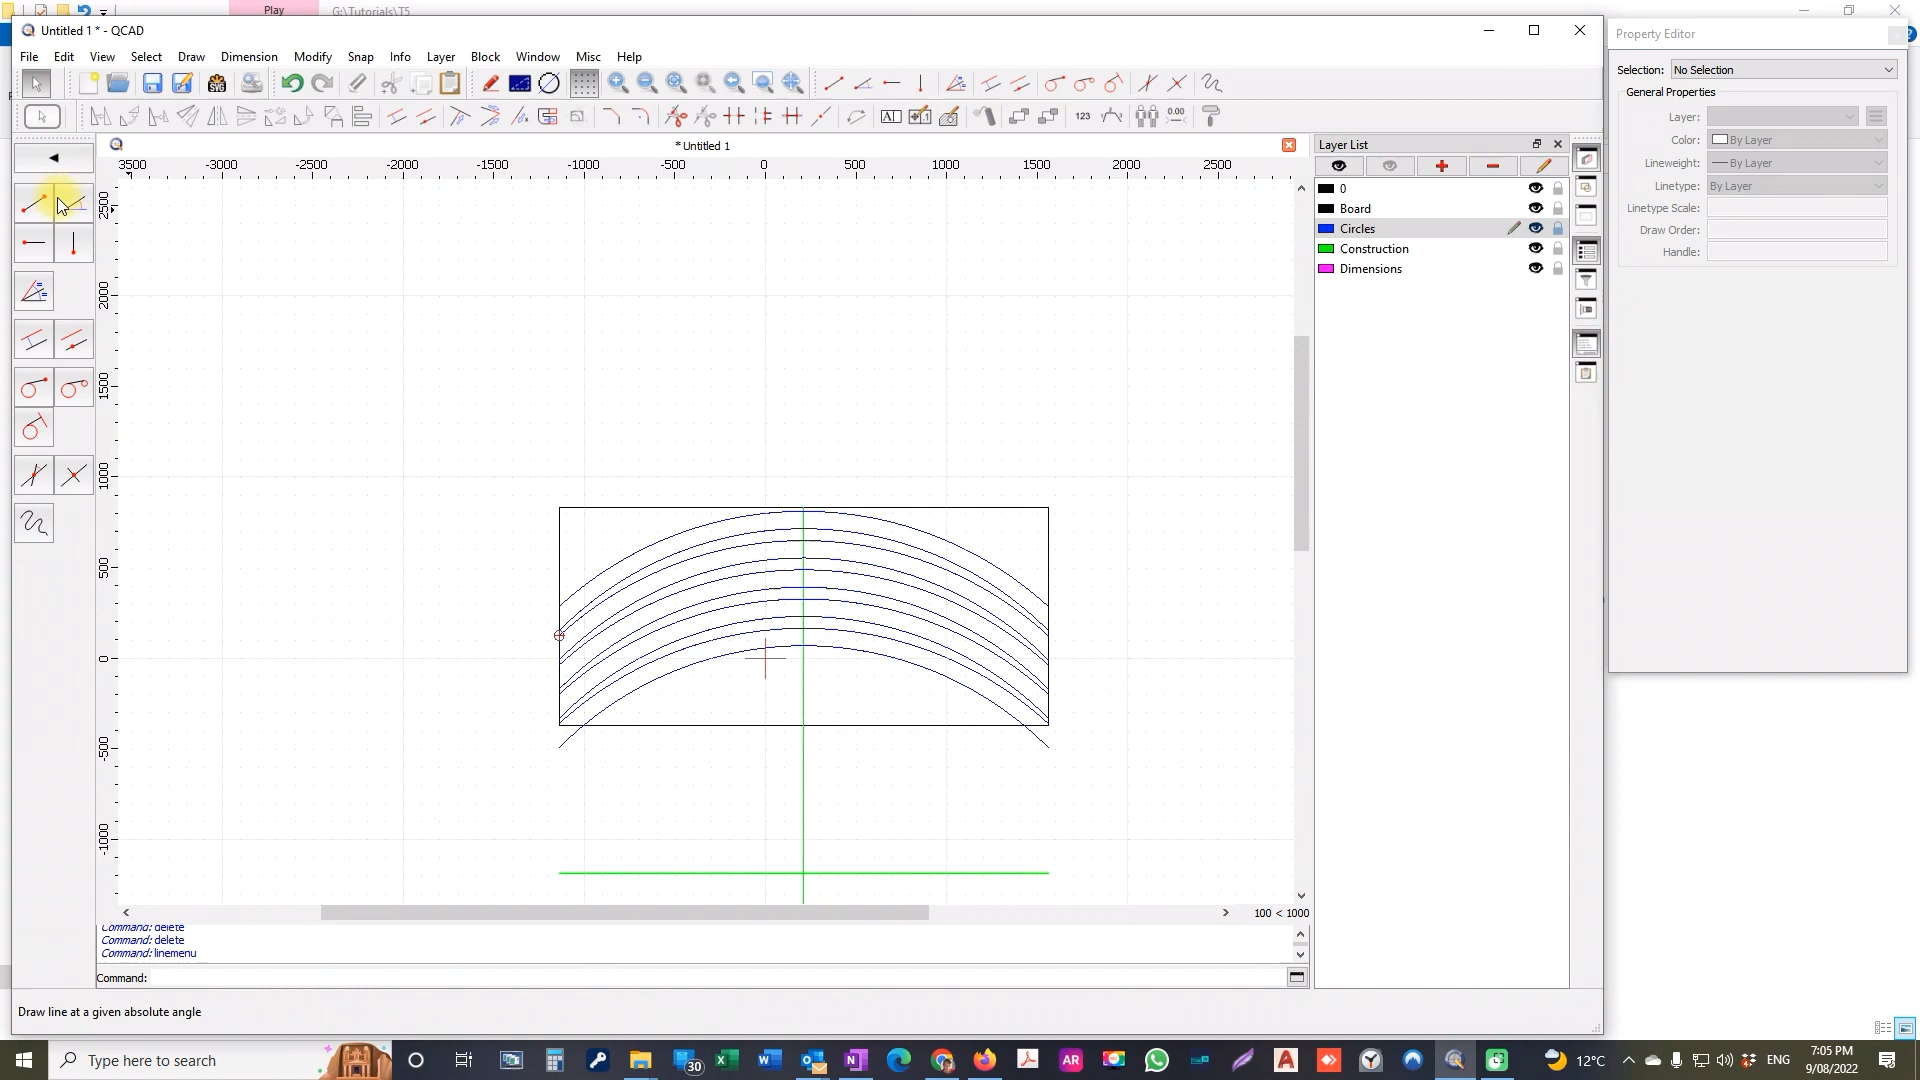 Play
G:\Tutorials\T5
Untitled 1 * - QCAD
File Edit View Select Draw Dimension Modify Snap Info Layer Block Window Misc Help
* Untitled 1
3500 -3000 -2500 -2000 -1500 -1000 -500 0 500 1000 1500 2000 2500
2500
2000
1500
1000
500
0
-500
-1000
100 < 1000
Command: delete
Command: delete
Command: linemenu
Command:
Draw line at a given absolute angle
Layer List
0
Board
Circles
Construction
Dimensions
Property Editor
Selection: No Selection
General Properties
Layer:
Color: By Layer
Lineweight: By Layer
Linetype: By Layer
Linetype Scale:
Draw Order:
Handle:
Type here to search
30
12°C
ENG
7:05 PM
9/08/2022